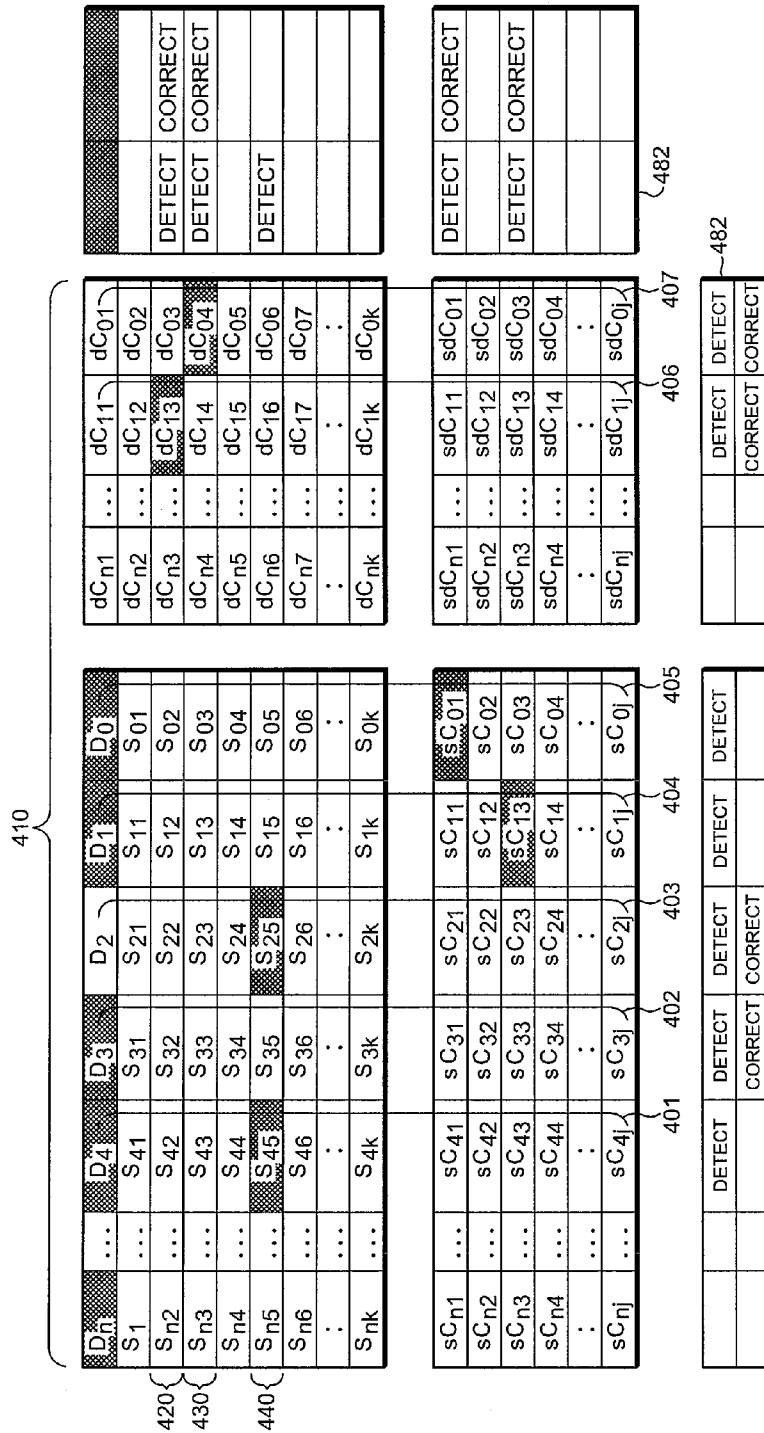 410
Dn ... D4 D3 D2 D1 D0 dCn1 ... dC11 dC01
S1 ... S41 S31 S21 S11 S01 dCn2 ... dC12 dC02
420 Sn2 ... S42 S32 S22 S12 S02 dCn3 ... dC13 dC03 DETECT CORRECT
430 Sn3 ... S43 S33 S23 S13 S03 dCn4 ... dC14 dC04 DETECT CORRECT
Sn4 ... S44 S34 S24 S14 S04 dCn5 ... dC15 dC05
440 Sn5 ... S45 S35 S25 S15 S05 dCn6 ... dC16 dC06 DETECT
Sn6 ... S46 S36 S26 S16 S06 dCn7 ... dC17 dC07
: ... : : : : : : ... : :
Snk ... S4k S3k S2k S1k S0k dCnk ... dC1k dC0k
sCn1 ... sC41 sC31 sC21 sC11 sC01 sdCn1 ... sdC11 sdC01 DETECT CORRECT
sCn2 ... sC42 sC32 sC22 sC12 sC02 sdCn2 ... sdC12 sdC02
sCn3 ... sC43 sC33 sC23 sC13 sC03 sdCn3 ... sdC13 sdC03 DETECT CORRECT
sCn4 ... sC44 sC34 sC24 sC14 sC04 sdCn4 ... sdC14 sdC04
: ... : : : : : : ... : :
sCnj ... sC4j sC3j sC2j sC1j sC0j sdCnj ... sdC1j sdC0j
401 402 403 404 405 406 407 482
482
DETECT DETECT DETECT DETECT DETECT DETECT DETECT
CORRECT CORRECT CORRECT CORRECT